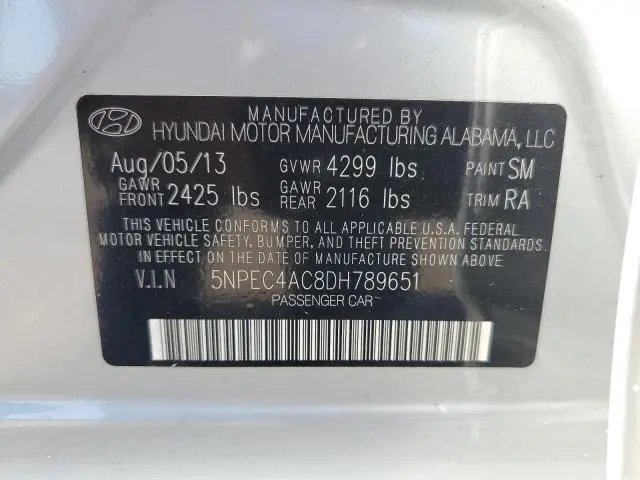 MANUFACTURED BY
HYUNDAI MOTOR MANUFACTURING ALABAMA, LLC
Aug/05/13 GVWR 4299 lbs PAINT SM
GAWR FRONT 2425 lbs GAWR REAR 2116 lbs TRIM RA
THIS VEHICLE CONFORMS TO ALL APPLICABLE U.S.A. FEDERAL
MOTOR VEHICLE SAFETY, BUMPER, AND THEFT PREVENTION
STANDARDS IN EFFECT ON THE DATE OF MANUFACTURE SHOWN ABOVE.
V.I.N 5NPEC4AC8DH789651
PASSENGER CAR